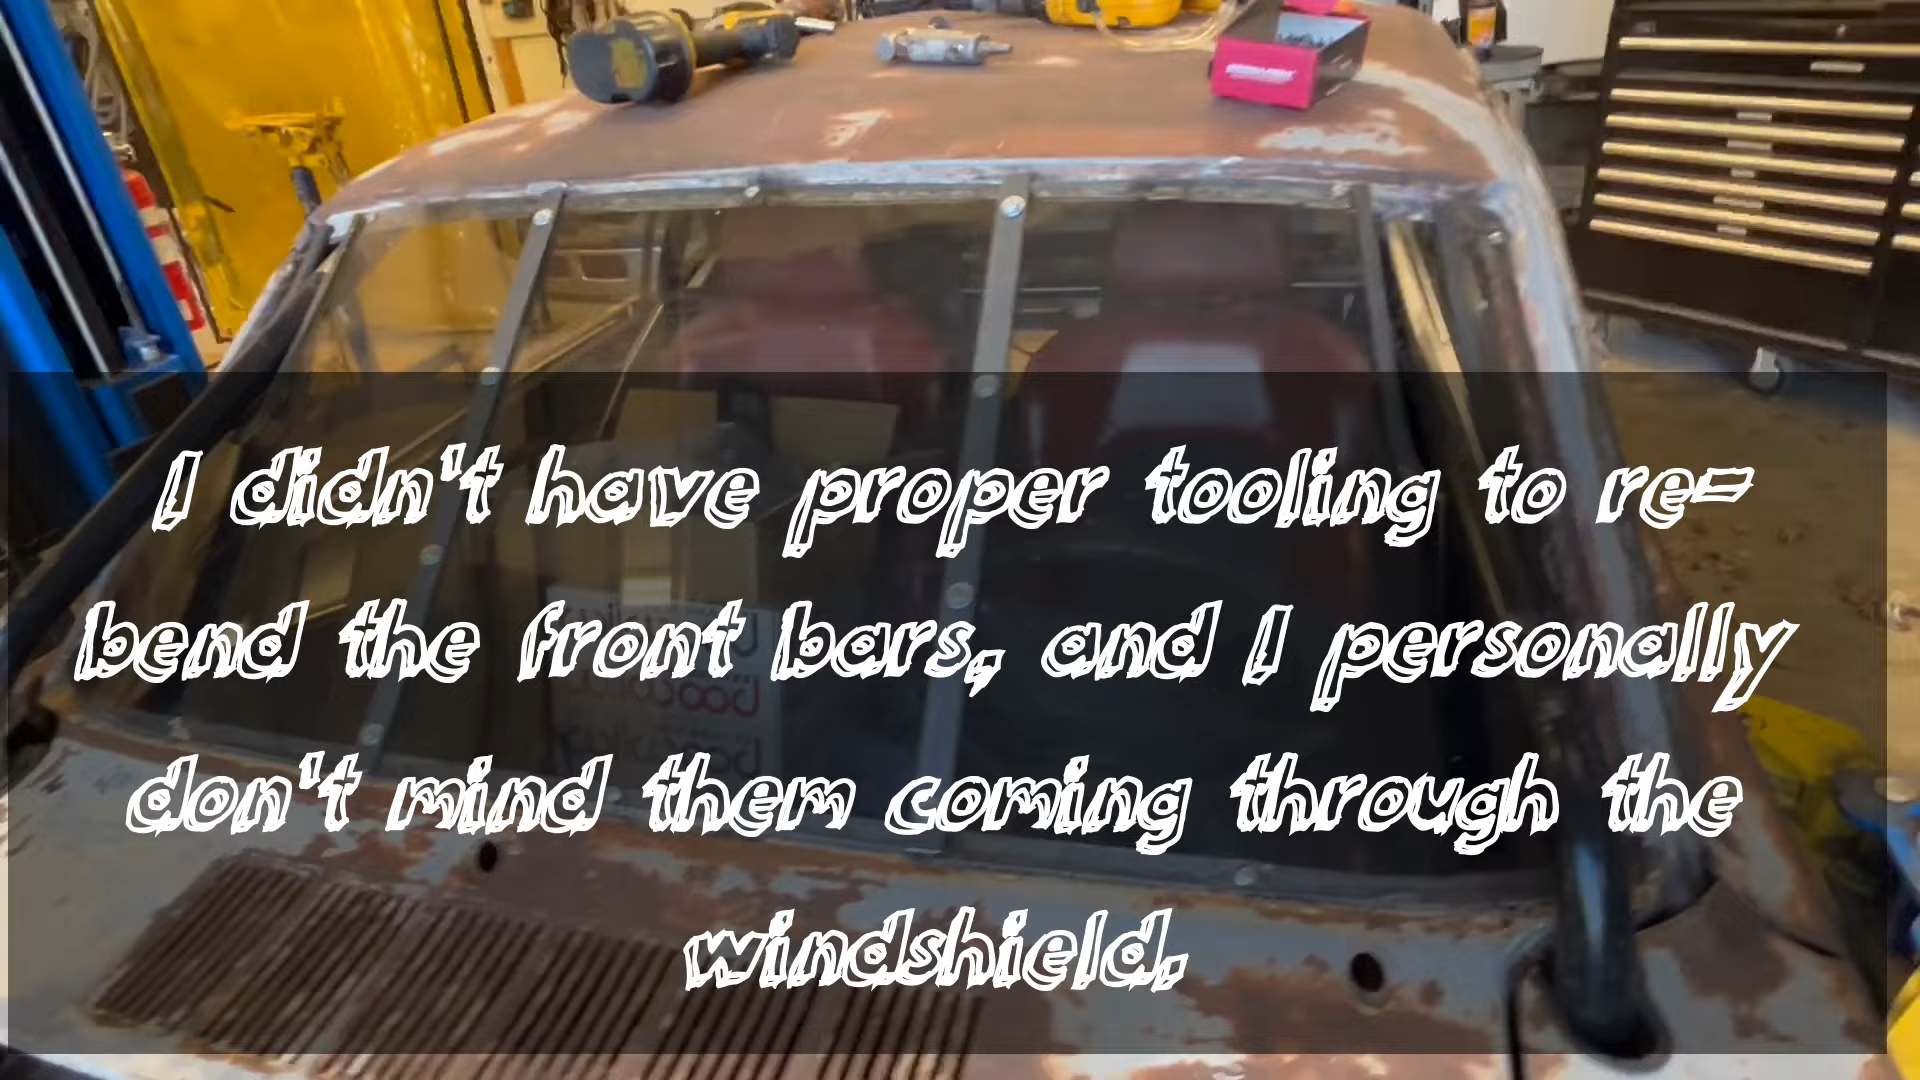 I didn't have proper tooling to re-
bend the front bars, and I personally
don't mind them coming through the
windshield.